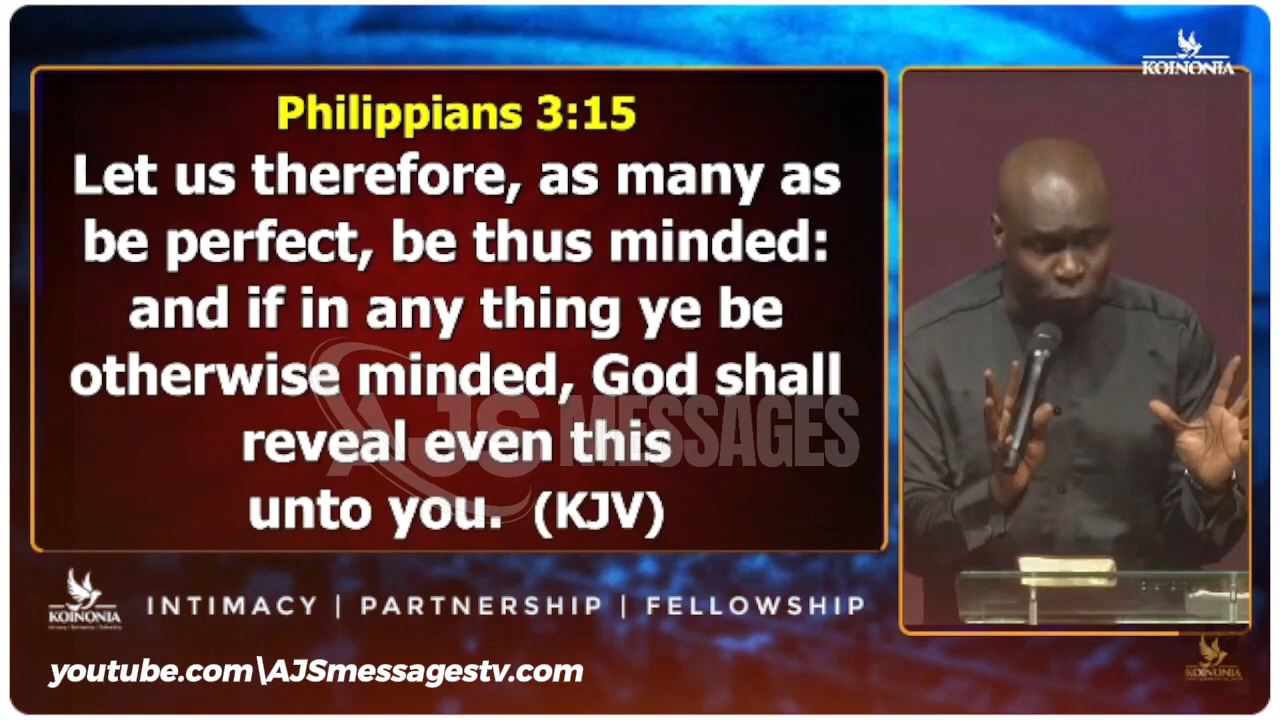 KOINONIA
Philippians 3:15
Let us therefore, as many as
be perfect, be thus minded:
and if in any thing ye be
otherwise minded, God shall
reveal even this
unto you. (KJV)
AJS MESSAGES
KOINONIA
INTIMACY | PARTNERSHIP | FELLOWSHIP
youtube.com\AJSmessagestv.com
KOINONIA